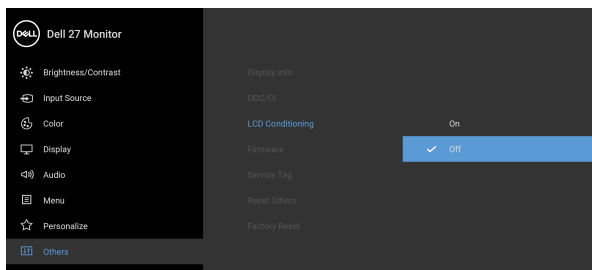 DELL Dell 27 Monitor
Brightness/Contrast
Display Info
Input Source
DDC/CI
Color
LCD Conditioning
On
Display
Firmware
Off
Audio
Service Tag
Menu
Reset Others
Personalize
Factory Reset
Others